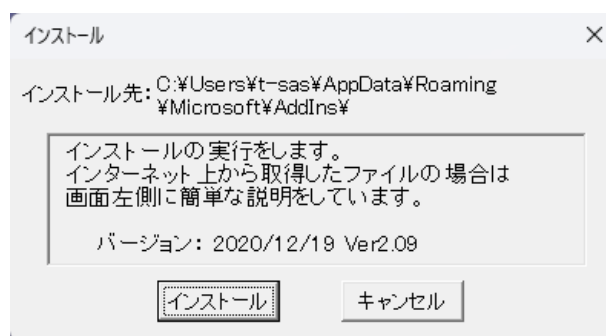 インストール
インストール先: C:¥Users¥t-sas¥AppData¥Roaming
¥Microsoft¥AddIns¥
インストールの実行をします。
インターネット上から取得したファイルの場合は
画面左側に簡単な説明をしています。
バージョン: 2020/12/19 Ver2.09
インストール
キャンセル